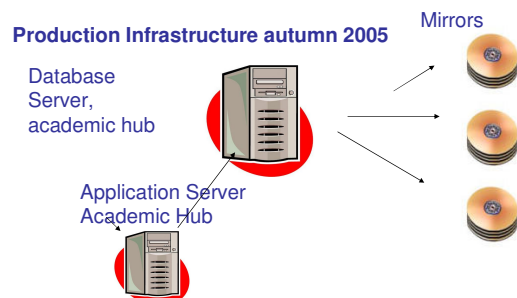 Production Infrastructure autumn 2005
Mirrors
Database
Server,
academic hub
Application Server
Academic Hub